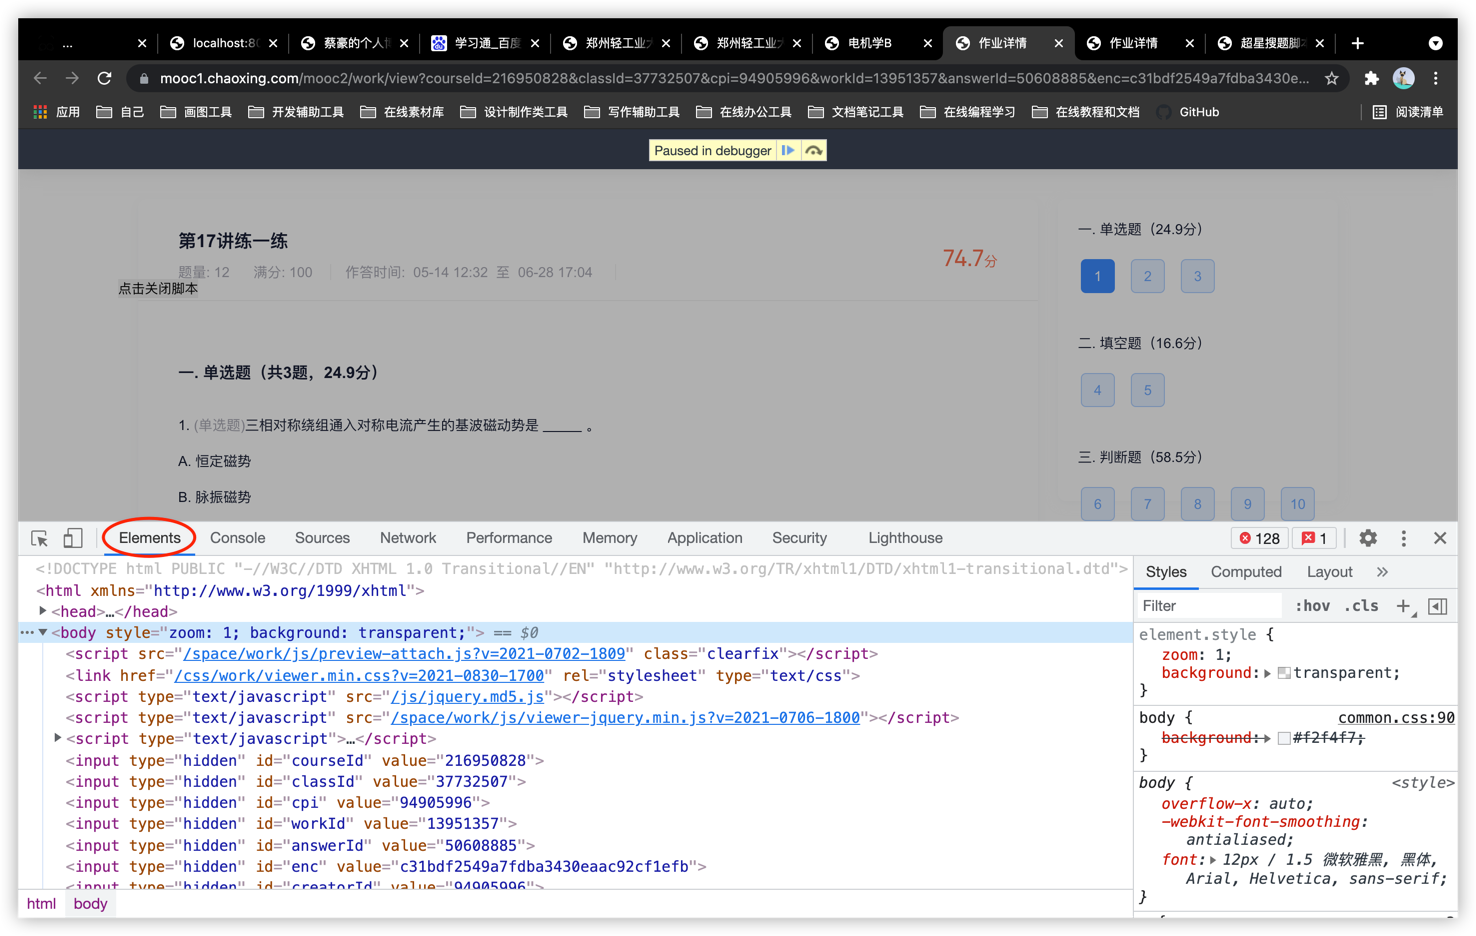 ...
localhost:80
蔡豪的个人博
学习通_百度
郑州轻工业大
郑州轻工业大
电机学B
作业详情
作业详情
超星搜题脚本
mooc1.chaoxing.com/mooc2/work/view?courseId=216950828&classId=37732507&cpi=94905996&workId=13951357&answerId=50608885&enc=c31bdf2549a7fdba3430e...
应用 自己 画图工具 开发辅助工具 在线素材库 设计制作类工具 写作辅助工具 在线办公工具 文档笔记工具 在线编程学习 在线教程和文档 GitHub 阅读清单
Paused in debugger
第17讲练一练
题量: 12 满分: 100 作答时间: 05-14 12:32 至 06-28 17:04
74.7分
点击关闭脚本
一. 单选题（共3题，24.9分）
1. (单选题)三相对称绕组通入对称电流产生的基波磁动势是 _____ 。
A. 恒定磁势
B. 脉振磁势
一. 单选题（24.9分）
1 2 3
二. 填空题（16.6分）
4 5
三. 判断题（58.5分）
6 7 8 9 10
Elements Console Sources Network Performance Memory Application Security Lighthouse 128 1
<!DOCTYPE html PUBLIC "-//W3C//DTD XHTML 1.0 Transitional//EN" "http://www.w3.org/TR/xhtml1/DTD/xhtml1-transitional.dtd">
<html xmlns="http://www.w3.org/1999/xhtml">
<head>…</head>
<body style="zoom: 1; background: transparent;"> == $0
<script src="/space/work/js/preview-attach.js?v=2021-0702-1809" class="clearfix"></script>
<link href="/css/work/viewer.min.css?v=2021-0830-1700" rel="stylesheet" type="text/css">
<script type="text/javascript" src="/js/jquery.md5.js"></script>
<script type="text/javascript" src="/space/work/js/viewer-jquery.min.js?v=2021-0706-1800"></script>
<script type="text/javascript">…</script>
<input type="hidden" id="courseId" value="216950828">
<input type="hidden" id="classId" value="37732507">
<input type="hidden" id="cpi" value="94905996">
<input type="hidden" id="workId" value="13951357">
<input type="hidden" id="answerId" value="50608885">
<input type="hidden" id="enc" value="c31bdf2549a7fdba3430eaac92cf1efb">
<input type="hidden" id="creatorId" value="94905996">
html body
Styles Computed Layout »
Filter :hov .cls +
element.style {
zoom: 1;
background: transparent;
}
body { common.css:90
background: #f2f4f7;
}
body { <style>
overflow-x: auto;
-webkit-font-smoothing:
antialiased;
font: 12px / 1.5 微软雅黑, 黑体,
Arial, Helvetica, sans-serif;
}